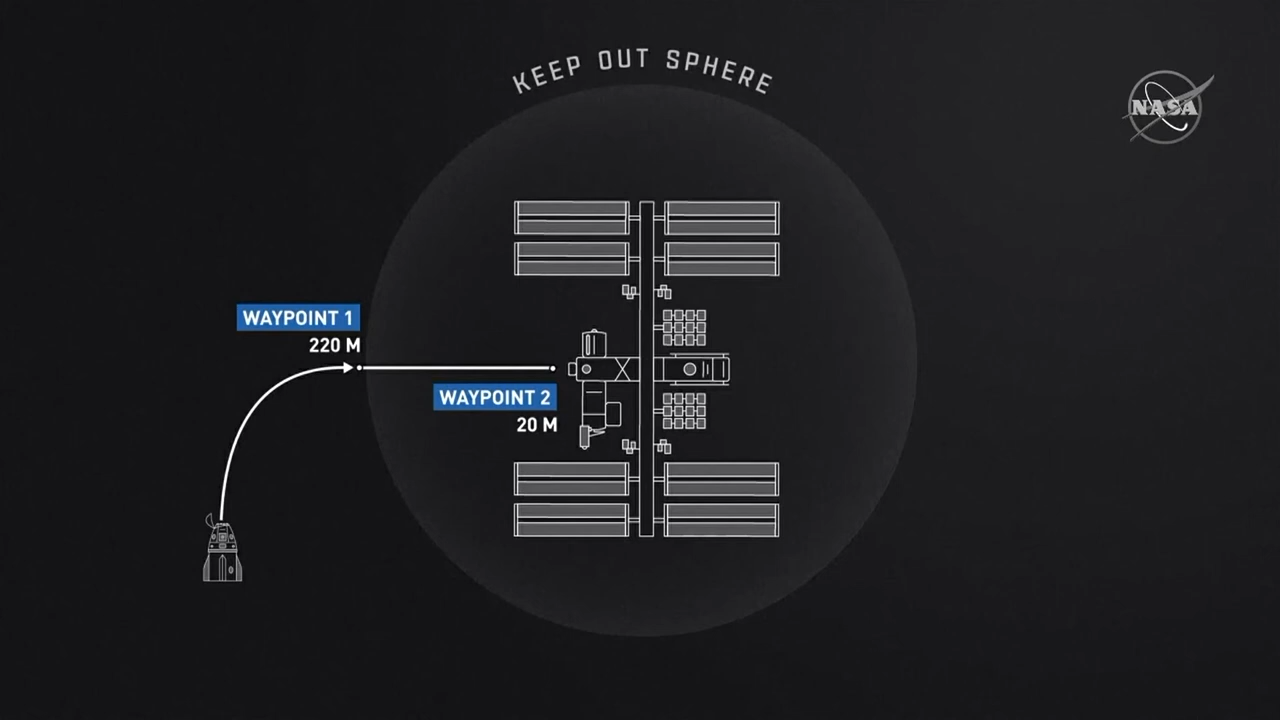 KEEP OUT SPHERE
NASA
WAYPOINT 1
220 M
WAYPOINT 2
20 M